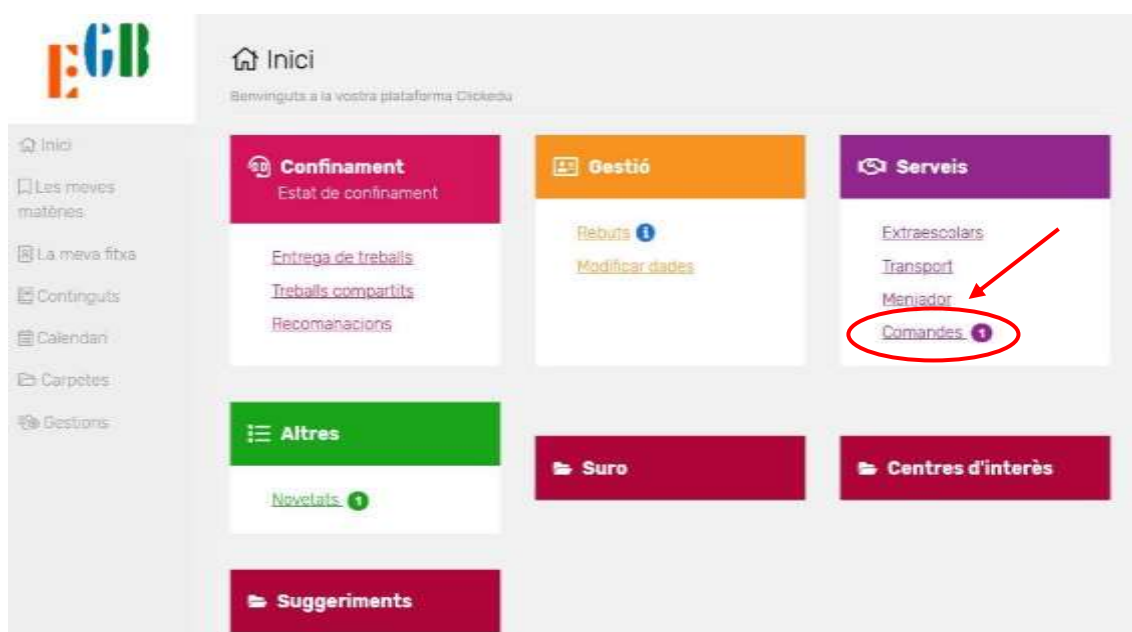 EGB
Inici
Benvinguts a la vostra plataforma Clickedu
Inici
Les meves
matèries
La meva fitxa
Continguts
Calendari
Carpetes
Gestions
Confinament
Estat de confinament
Entrega de treballs
Treballs compartits
Recomanacions
Gestió
Rebuts
Modificar dades
Serveis
Extraescolars
Transport
Menjador
Comandes 1
Altres
Novetats 1
Suro
Centres d'interès
Suggeriments